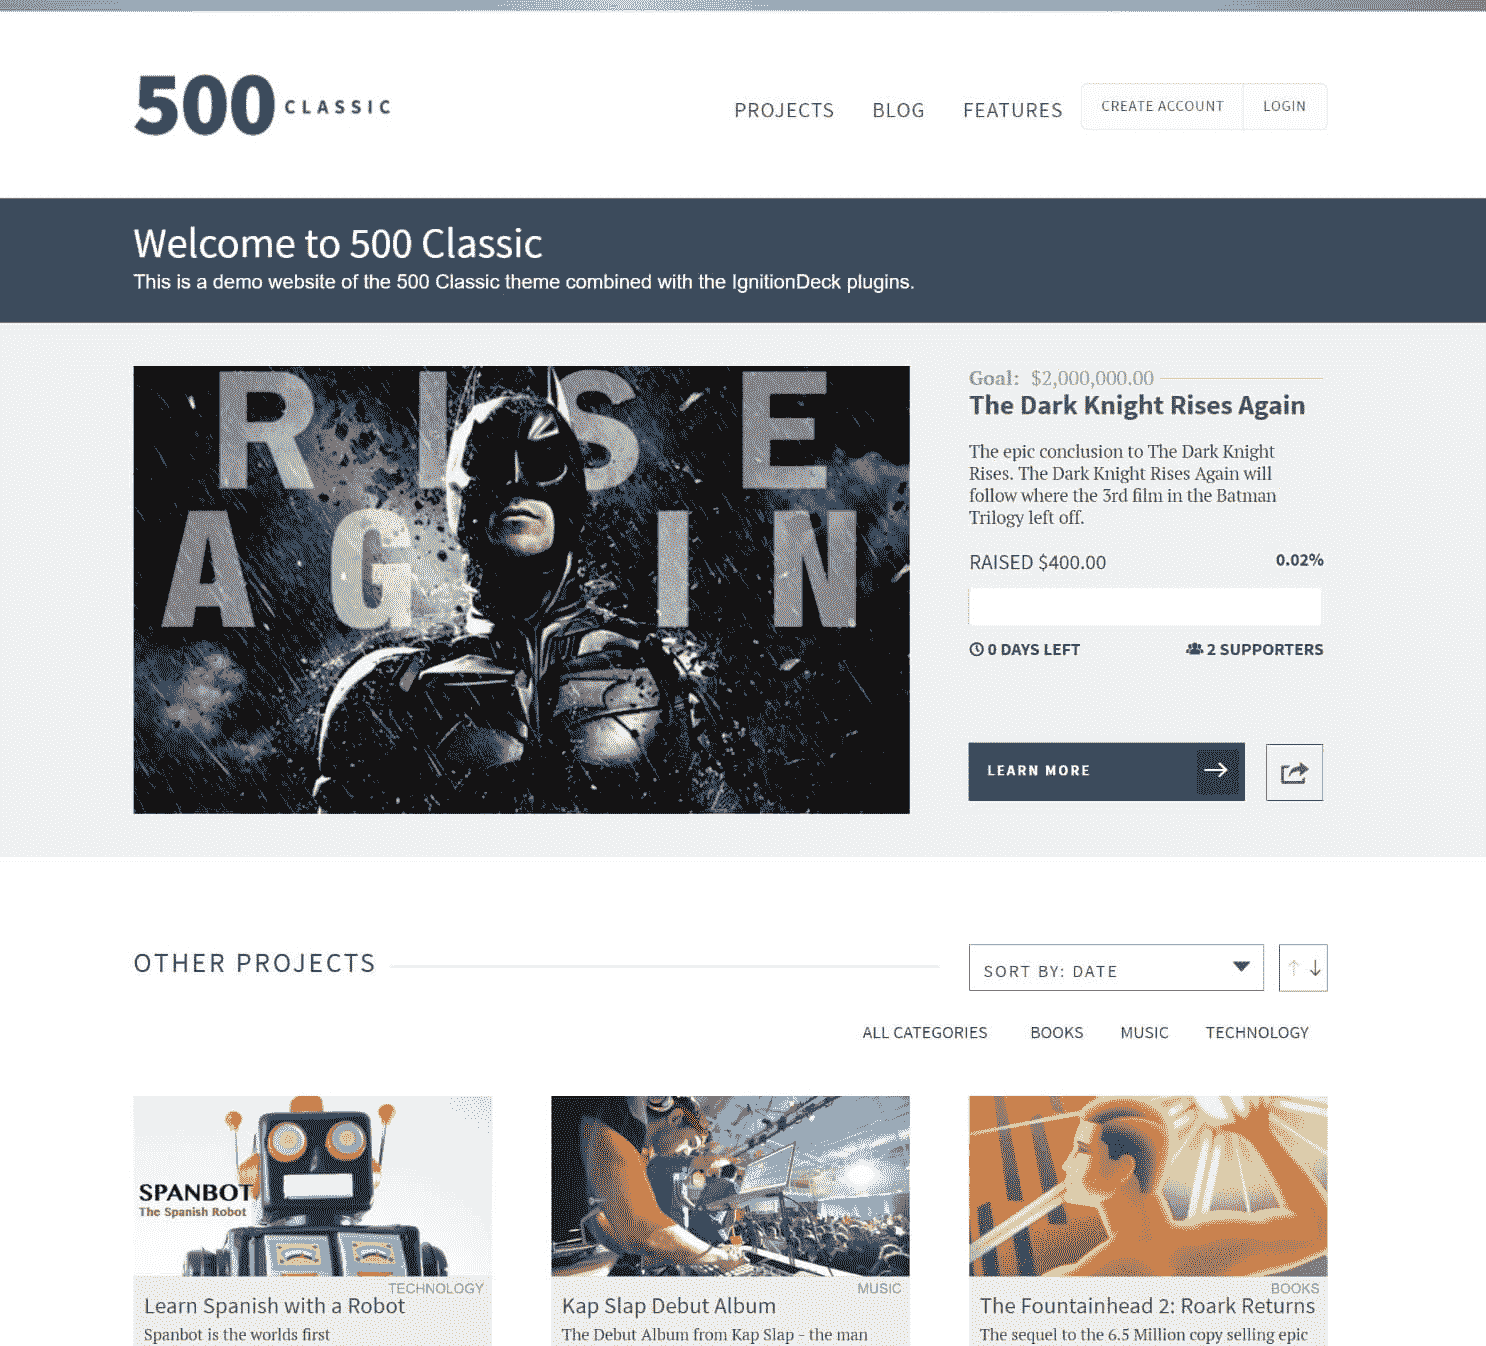 500 CLASSIC
PROJECTS BLOG FEATURES CREATE ACCOUNT LOGIN
Welcome to 500 Classic
This is a demo website of the 500 Classic theme combined with the IgnitionDeck plugins.
RISE
AGAIN
Goal: $2,000,000.00
The Dark Knight Rises Again
The epic conclusion to The Dark Knight
Rises. The Dark Knight Rises Again will
follow where the 3rd film in the Batman
Trilogy left off.
RAISED $400.00 0.02%
0 DAYS LEFT 2 SUPPORTERS
LEARN MORE
OTHER PROJECTS
SORT BY: DATE
ALL CATEGORIES BOOKS MUSIC TECHNOLOGY
SPANBOT
The Spanish Robot
TECHNOLOGY
Learn Spanish with a Robot
Spanbot is the worlds first
MUSIC
Kap Slap Debut Album
The Debut Album from Kap Slap - the man
BOOKS
The Fountainhead 2: Roark Returns
The sequel to the 6.5 Million copy selling epic